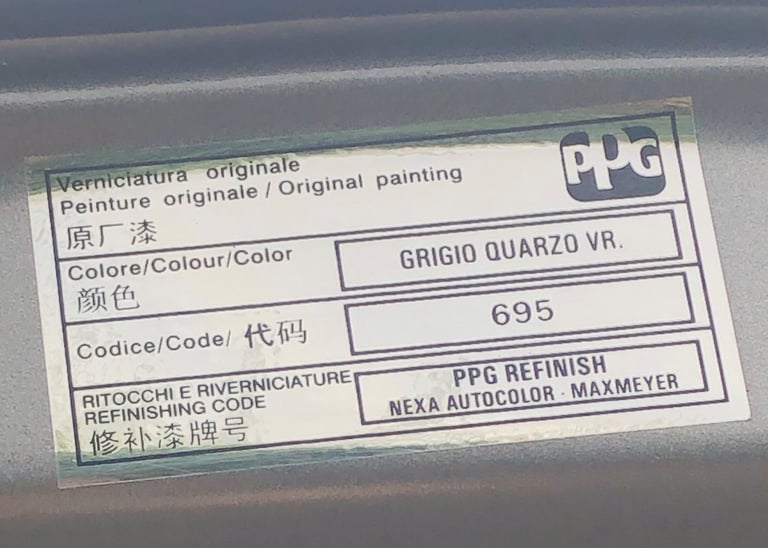 Verniciatura originale
Peinture originale / Original painting
原厂漆
PPG
Colore/Colour/Color
颜色
GRIGIO QUARZO VR.
Codice/Code/ 代码
695
RITOCCHI E RIVERNICIATURE
REFINISHING CODE
修补漆牌号
PPG REFINISH
NEXA AUTOCOLOR · MAXMEYER